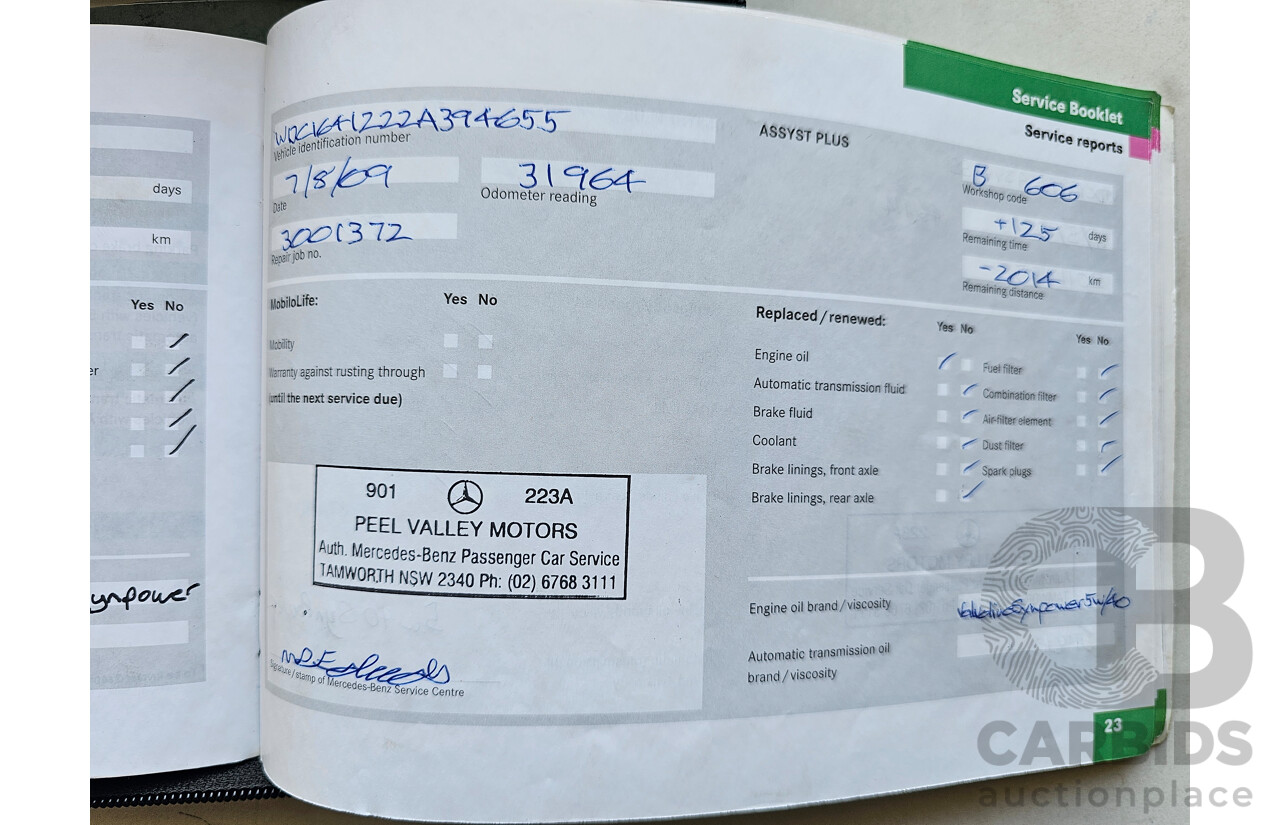 days
km
Yes No
er
ynpower
Service Booklet
Service reports
WDC1641222A394655
Vehicle identification number
ASSYST PLUS
7/8/09
Date
31964
Odometer reading
B 606
Workshop code
3001372
Repair job no.
+125 days
Remaining time
-2014 km
Remaining distance
MobiloLife: Yes No
Mobility
Warranty against rusting through
(until the next service due)
Replaced / renewed: Yes No Yes No
Engine oil Fuel filter
Automatic transmission fluid Combination filter
Brake fluid Air-filter element
Coolant Dust filter
Brake linings, front axle Spark plugs
Brake linings, rear axle
901 223A
PEEL VALLEY MOTORS
Auth. Mercedes-Benz Passenger Car Service
TAMWORTH NSW 2340 Ph: (02) 6768 3111
Signature / stamp of Mercedes-Benz Service Centre
Engine oil brand / viscosity
Synpower 5w/40
Automatic transmission oil
brand / viscosity
23
CARBIDS
auctionplace